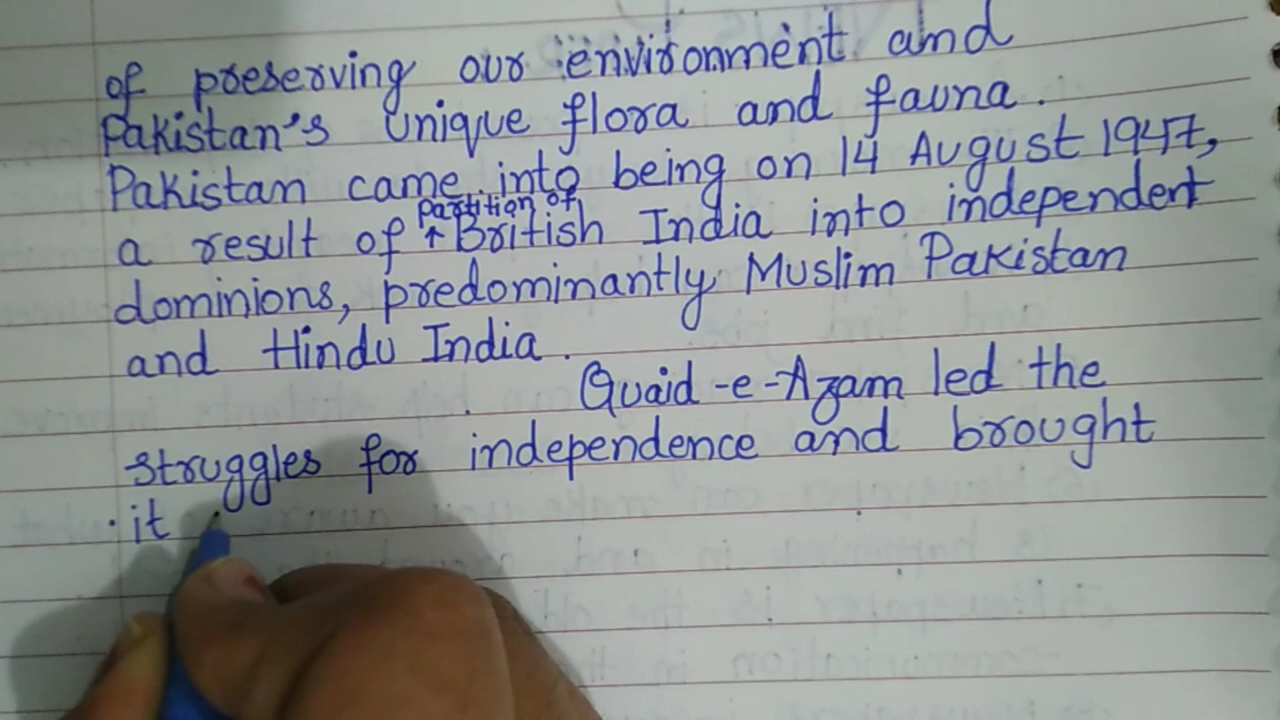 of preserving our environment and
Pakistan's unique flora and fauna.
Pakistan came into being on 14 August 1947,
partition of
a result of ↑ British India into independent
dominions, predominantly Muslim Pakistan
and Hindu India.
Quaid-e-Azam led the
struggles for independence and brought
it